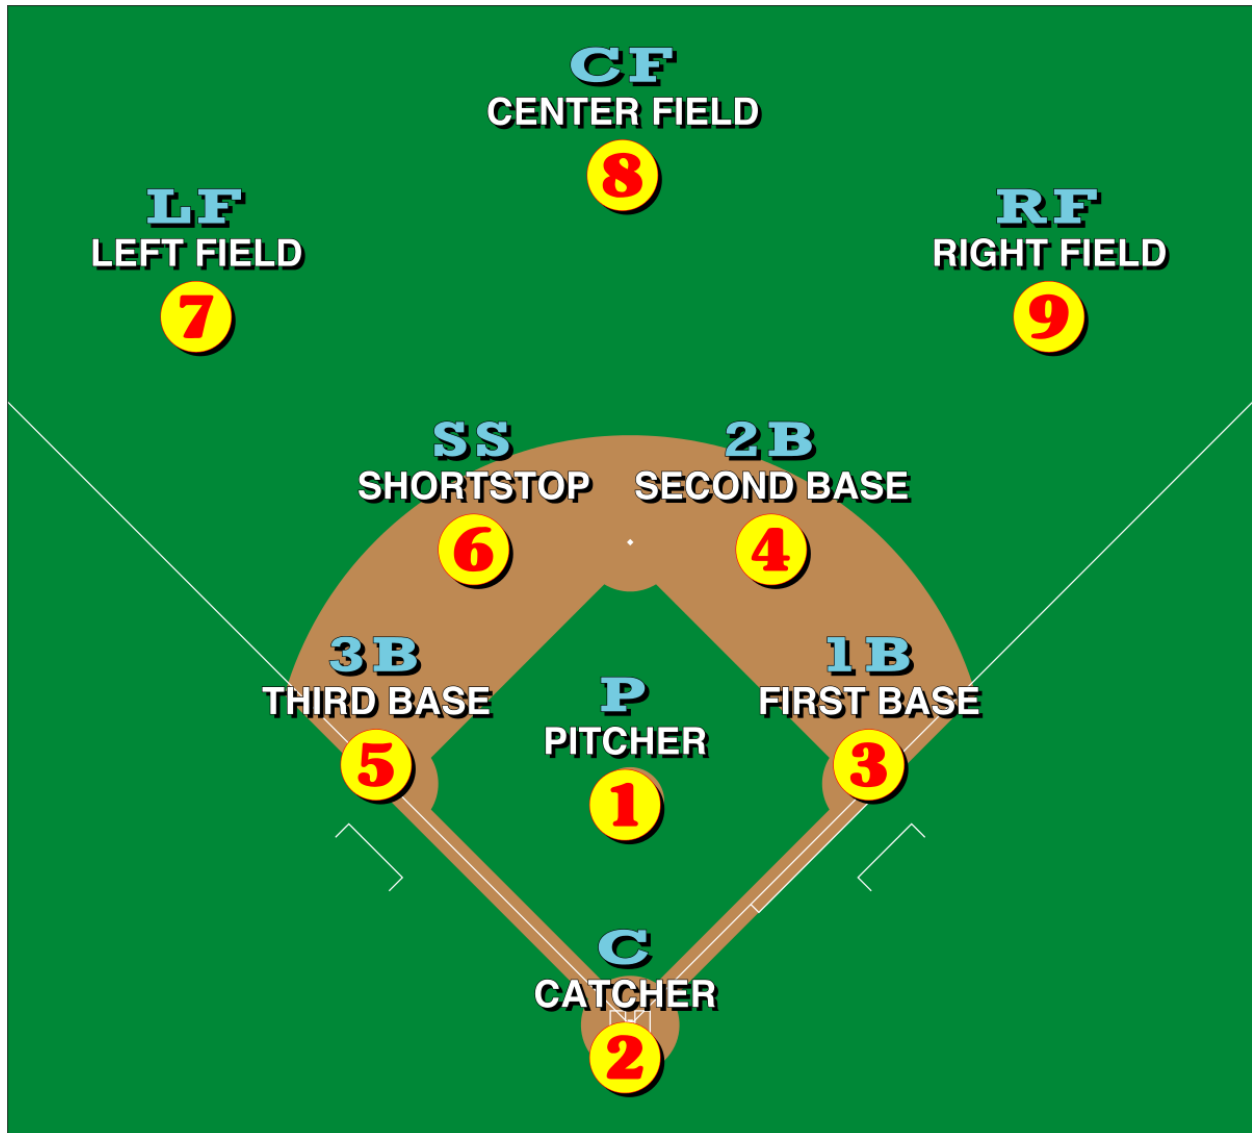 CF
CENTER FIELD
8
LF
LEFT FIELD
7
RF
RIGHT FIELD
9
SS
SHORTSTOP
6
2B
SECOND BASE
4
3B
THIRD BASE
5
P
PITCHER
1
1B
FIRST BASE
3
C
CATCHER
2